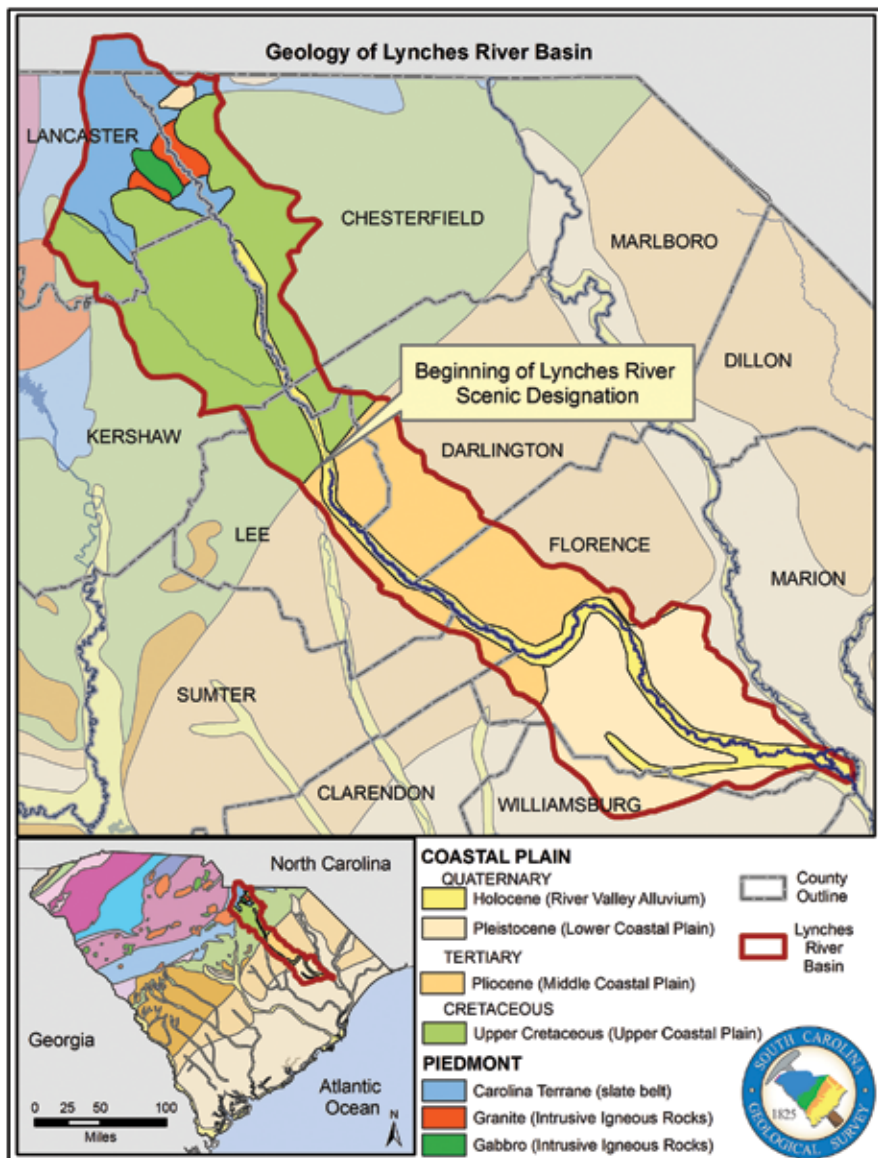 Geology of Lynches River Basin
LANCASTER
CHESTERFIELD
MARLBORO
Beginning of Lynches River
Scenic Designation
DILLON
KERSHAW
DARLINGTON
LEE
FLORENCE
MARION
SUMTER
CLARENDON
WILLIAMSBURG
North Carolina
Georgia
Atlantic
Ocean
0 25 50 100
Miles
N
COASTAL PLAIN
QUATERNARY
Holocene (River Valley Alluvium)
Pleistocene (Lower Coastal Plain)
TERTIARY
Pliocene (Middle Coastal Plain)
CRETACEOUS
Upper Cretaceous (Upper Coastal Plain)
PIEDMONT
Carolina Terrane (slate belt)
Granite (Intrusive Igneous Rocks)
Gabbro (Intrusive Igneous Rocks)
County
Outline
Lynches
River
Basin
SOUTH CAROLINA
1825
GEOLOGICAL SURVEY